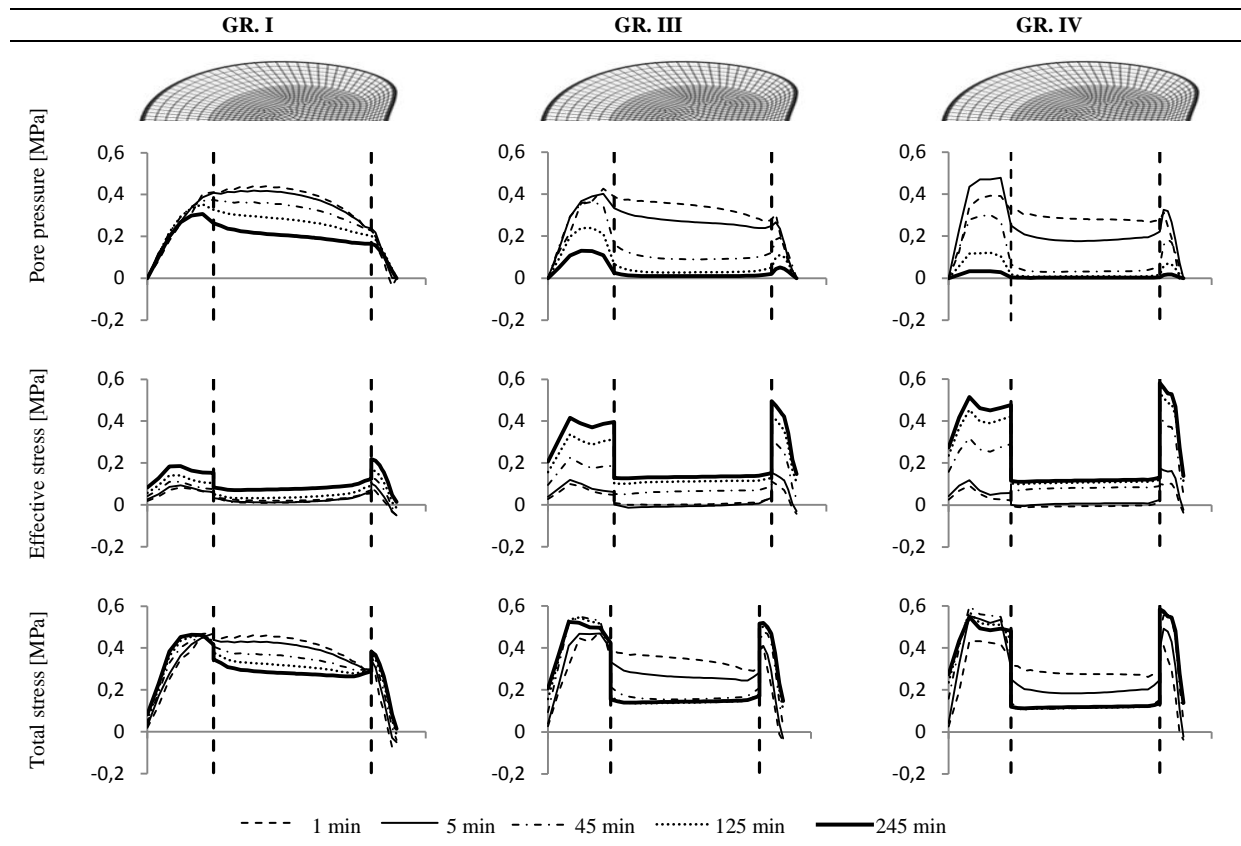 GR. I GR. III GR. IV
Pore pressure [MPa]
0,6 0,6 0,6
0,4 0,4 0,4
0,2 0,2 0,2
0 0 0
-0,2 -0,2 -0,2
Effective stress [MPa]
0,6 0,6 0,6
0,4 0,4 0,4
0,2 0,2 0,2
0 0 0
-0,2 -0,2 -0,2
Total stress [MPa]
0,6 0,6 0,6
0,4 0,4 0,4
0,2 0,2 0,2
0 0 0
-0,2 -0,2 -0,2
1 min 5 min 45 min 125 min 245 min